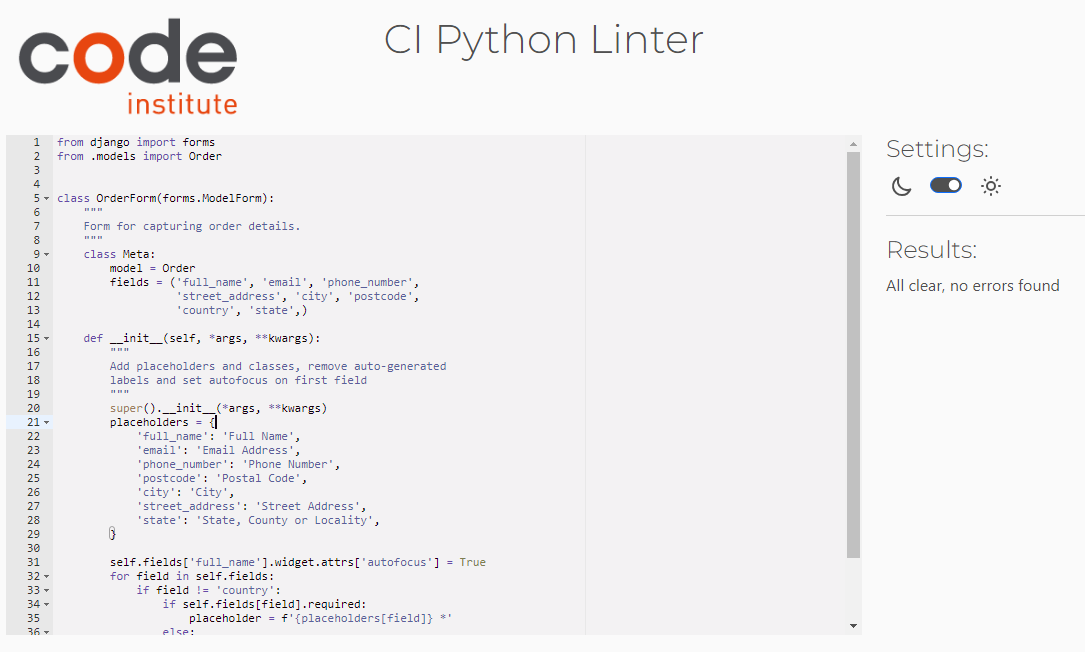 code
institute
CI Python Linter
1 from django import forms
2 from .models import Order
3
4
5 class OrderForm(forms.ModelForm):
6     """
7     Form for capturing order details.
8     """
9     class Meta:
10         model = Order
11         fields = ('full_name', 'email', 'phone_number',
12                   'street_address', 'city', 'postcode',
13                   'country', 'state',)
14
15     def __init__(self, *args, **kwargs):
16         """
17         Add placeholders and classes, remove auto-generated
18         labels and set autofocus on first field
19         """
20         super().__init__(*args, **kwargs)
21         placeholders = {
22             'full_name': 'Full Name',
23             'email': 'Email Address',
24             'phone_number': 'Phone Number',
25             'postcode': 'Postal Code',
26             'city': 'City',
27             'street_address': 'Street Address',
28             'state': 'State, County or Locality',
29         }
30
31         self.fields['full_name'].widget.attrs['autofocus'] = True
32         for field in self.fields:
33             if field != 'country':
34                 if self.fields[field].required:
35                     placeholder = f'{placeholders[field]} *'
36                 else:
Settings:
Results:
All clear, no errors found